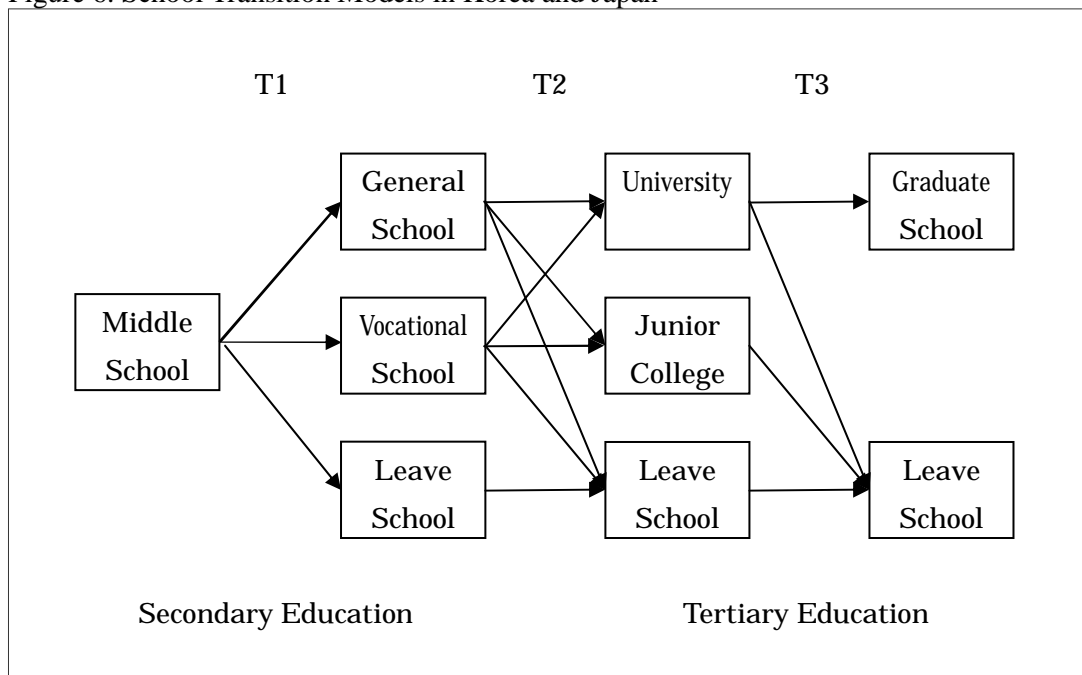 Figure 6. School Transition Models in Korea and Japan
T1 T2 T3
General
School
University
Graduate
School
Middle
School
Vocational
School
Junior
College
Leave
School
Leave
School
Leave
School
Secondary Education
Tertiary Education